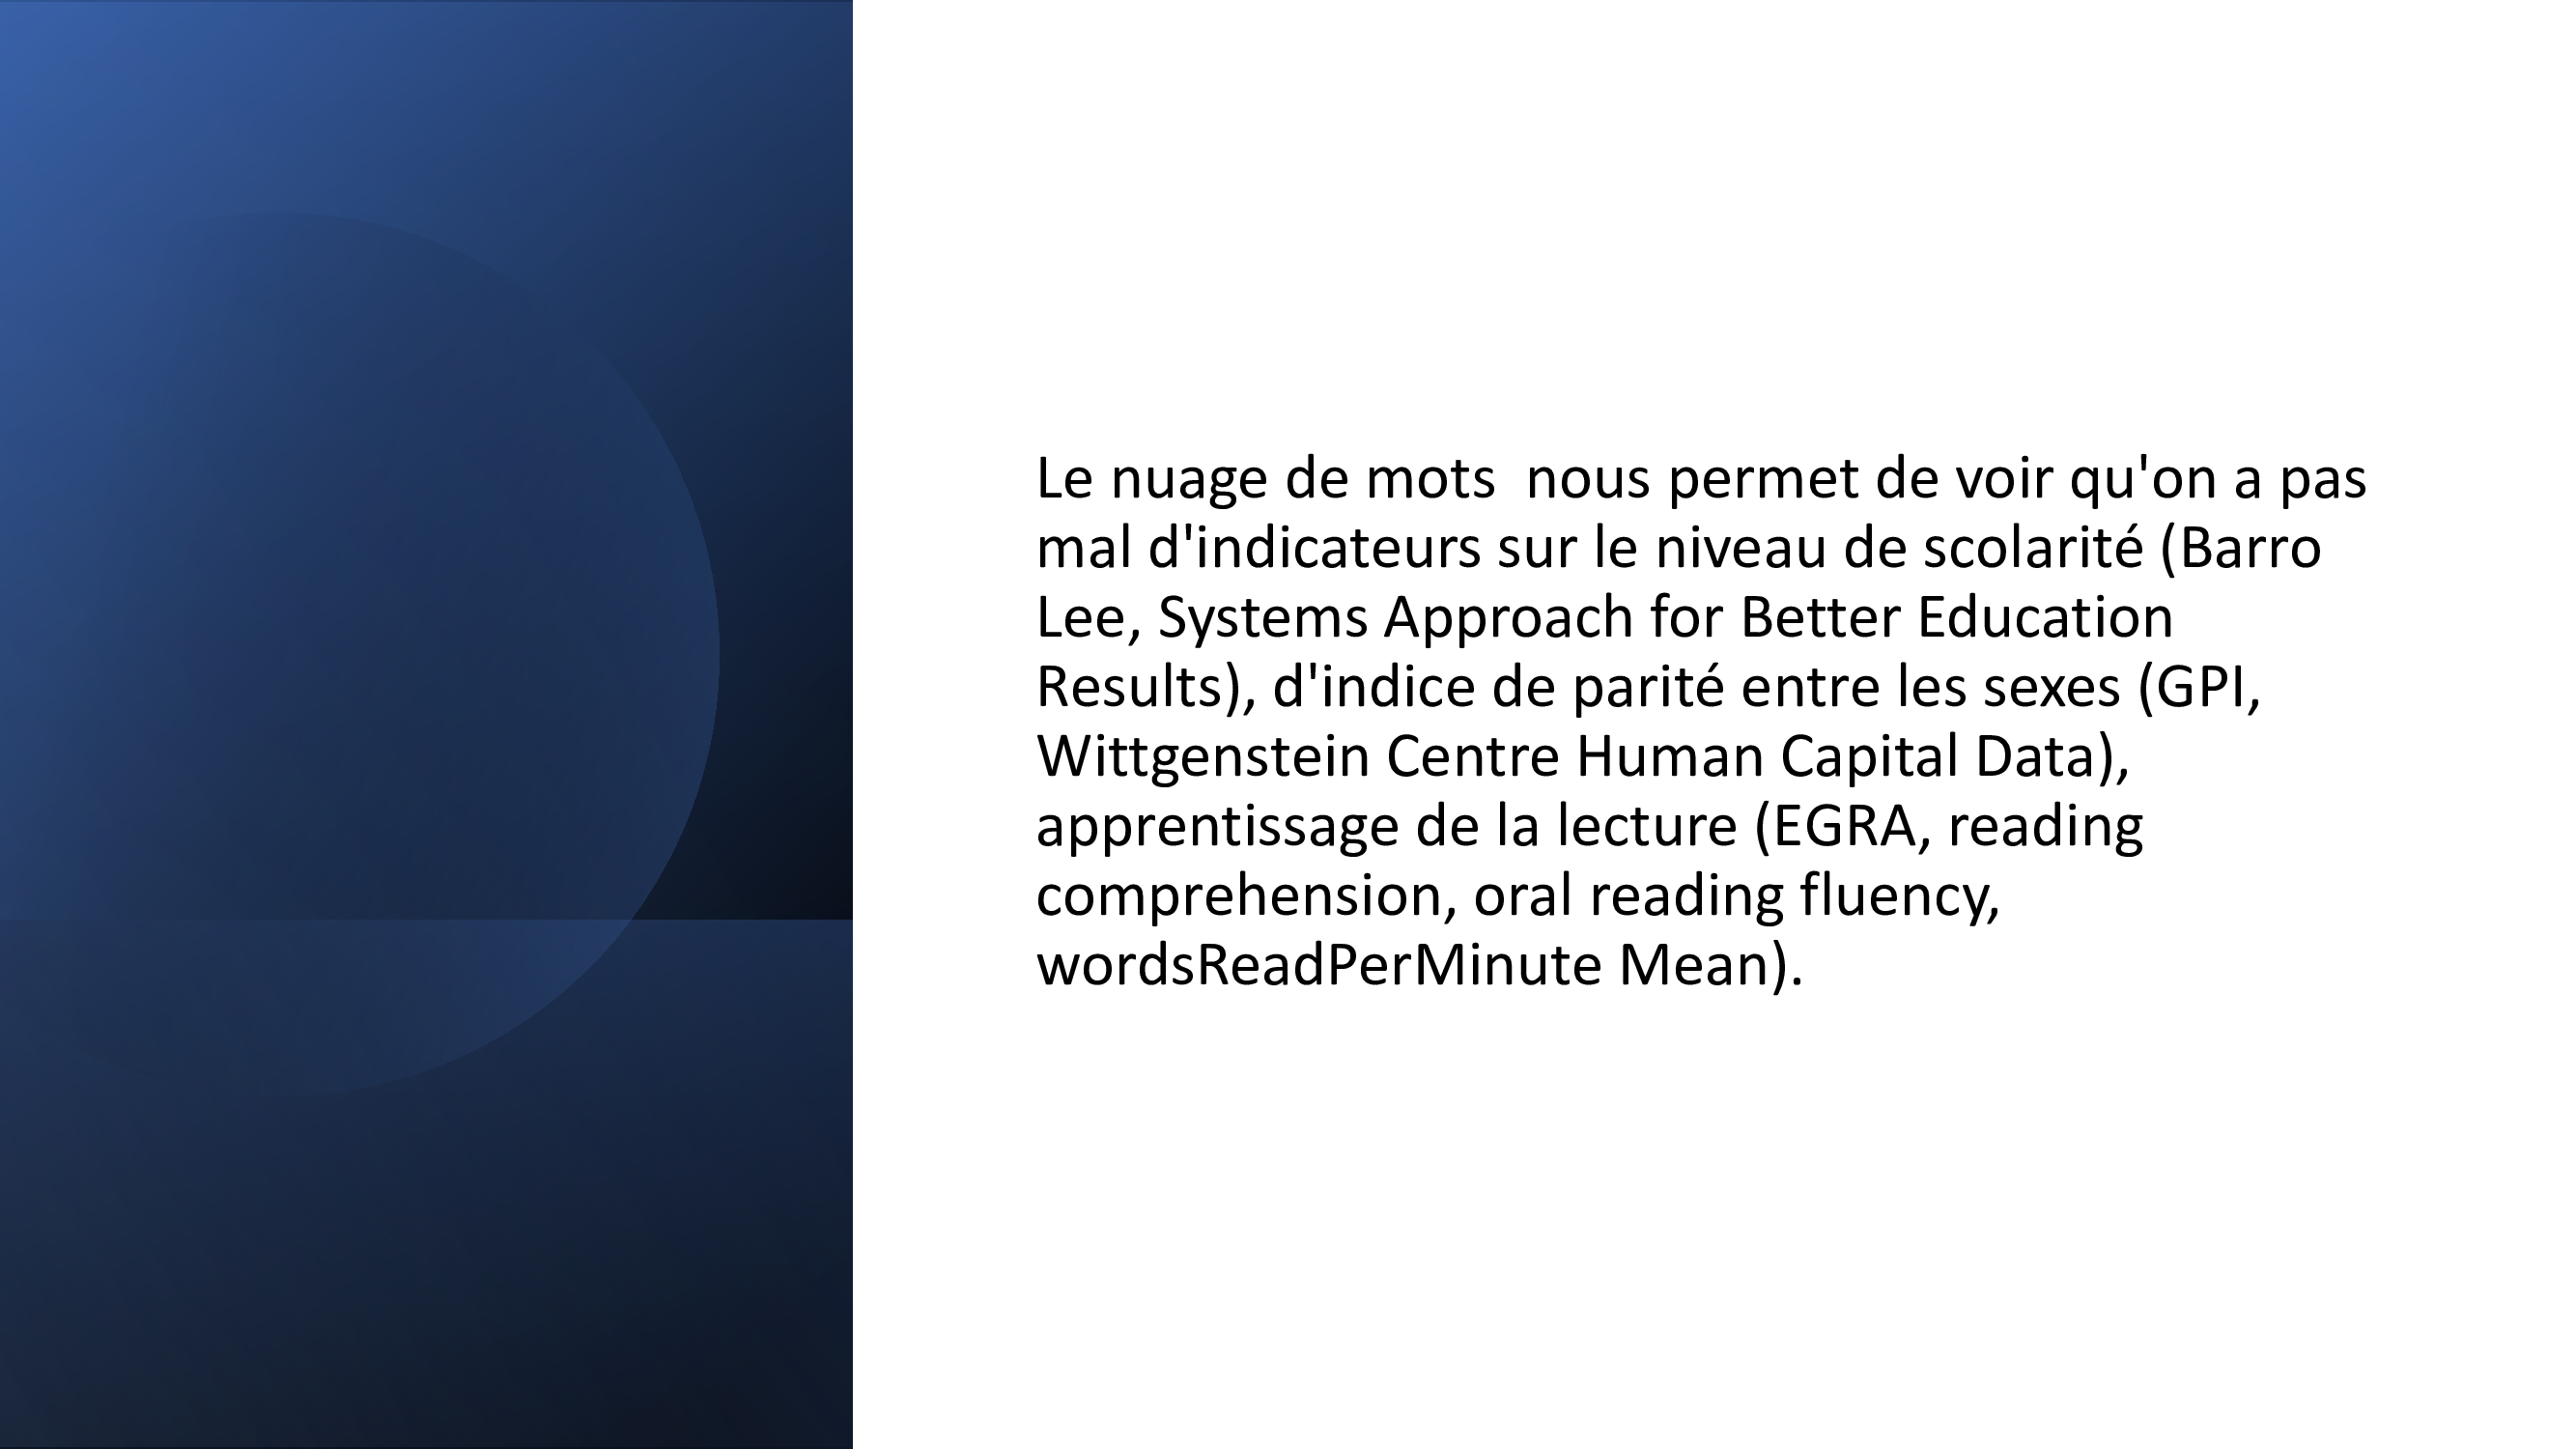 Le nuage de mots  nous permet de voir qu'on a pas
mal d'indicateurs sur le niveau de scolarité (Barro
Lee, Systems Approach for Better Education
Results), d'indice de parité entre les sexes (GPI,
Wittgenstein Centre Human Capital Data),
apprentissage de la lecture (EGRA, reading
comprehension, oral reading fluency,
wordsReadPerMinute Mean).